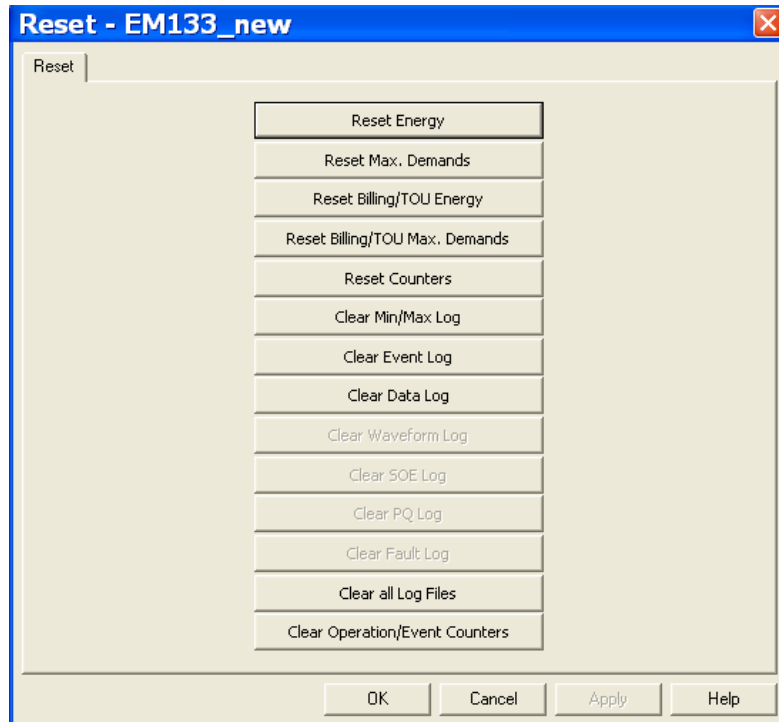 Reset - EM133_new
Reset
Reset Energy
Reset Max. Demands
Reset Billing/TOU Energy
Reset Billing/TOU Max. Demands
Reset Counters
Clear Min/Max Log
Clear Event Log
Clear Data Log
Clear Waveform Log
Clear SOE Log
Clear PQ Log
Clear Fault Log
Clear all Log Files
Clear Operation/Event Counters
OK Cancel Apply Help